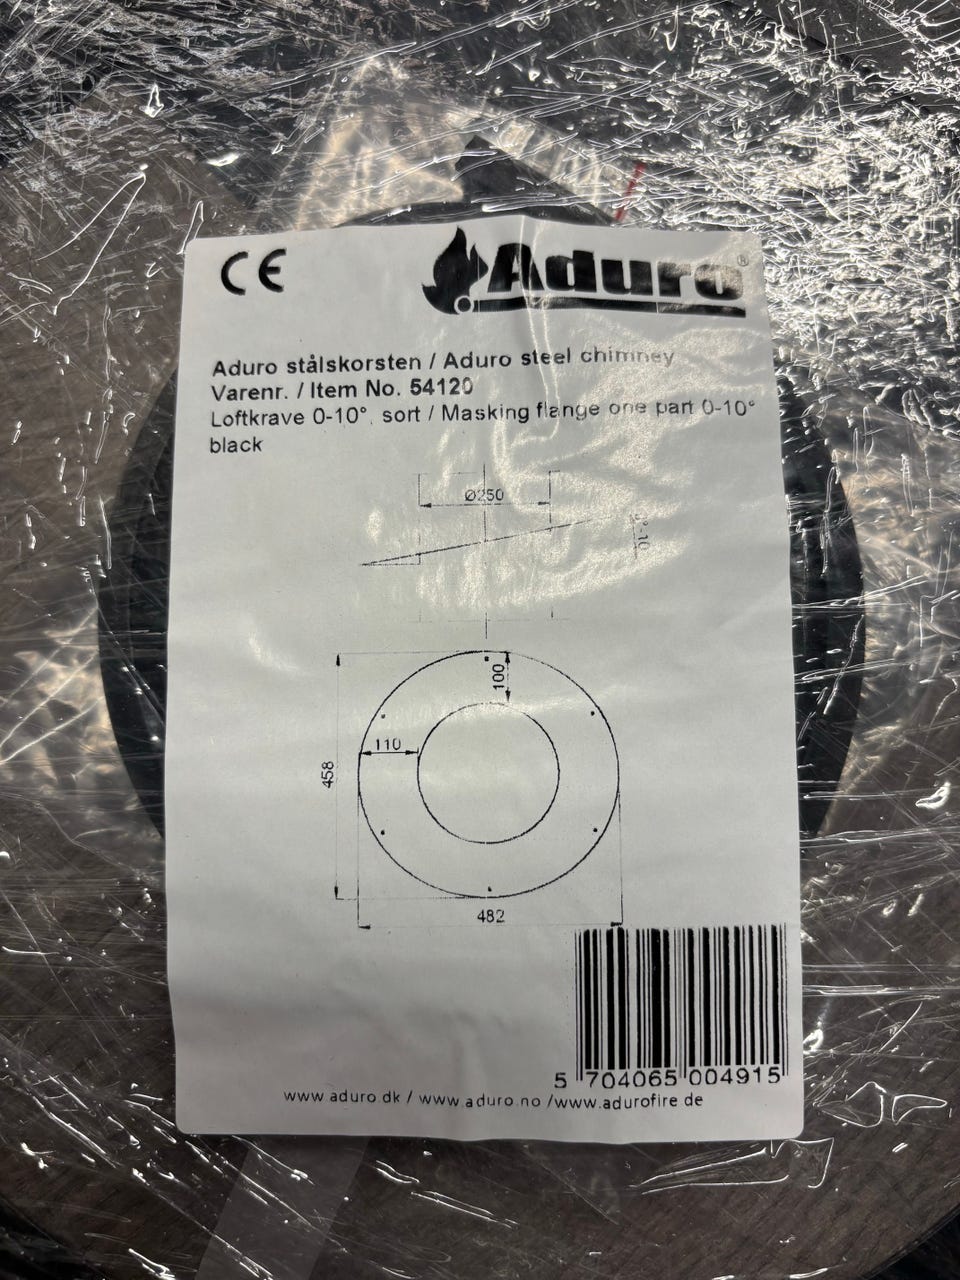 CE
Aduro®
Aduro stålskorsten / Aduro steel chimney
Varenr. / Item No. 54120
Loftkrave 0-10°, sort / Masking flange one part 0-10°
black
Ø250
100
110
458
482
5 704065 004915
www.aduro.dk / www.aduro.no /www.adurofire.de